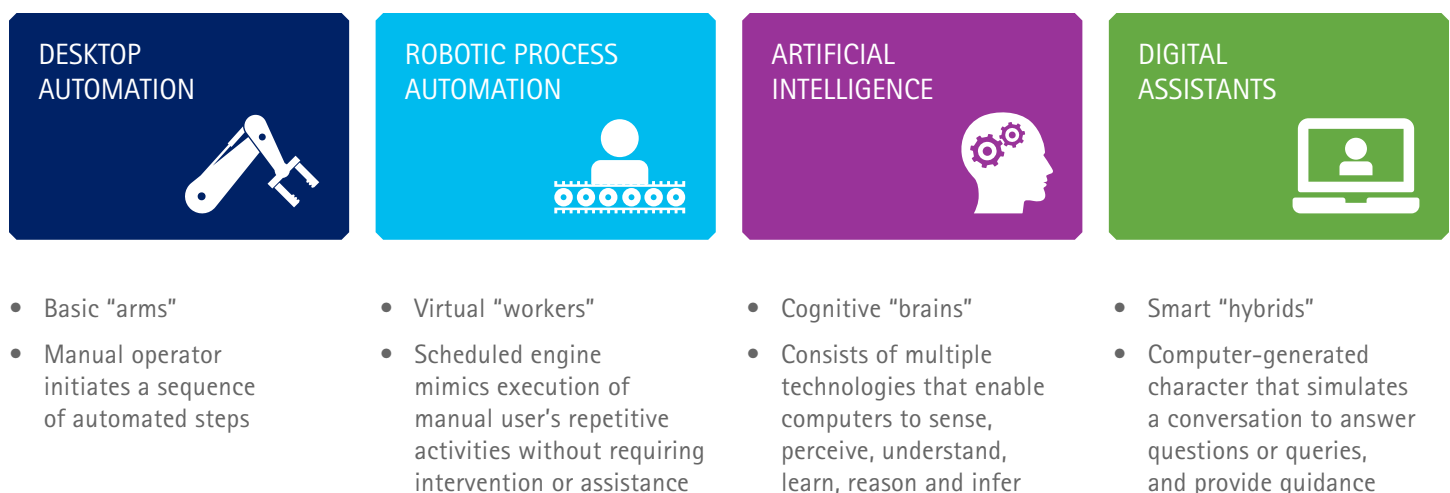 DESKTOP
AUTOMATION
ROBOTIC PROCESS
AUTOMATION
ARTIFICIAL
INTELLIGENCE
DIGITAL
ASSISTANTS
• Basic “arms”
• Manual operator
initiates a sequence
of automated steps
• Virtual “workers”
• Scheduled engine
mimics execution of
manual user’s repetitive
activities without requiring
intervention or assistance
• Cognitive “brains”
• Consists of multiple
technologies that enable
computers to sense,
perceive, understand,
learn, reason and infer
• Smart “hybrids”
• Computer-generated
character that simulates
a conversation to answer
questions or queries,
and provide guidance